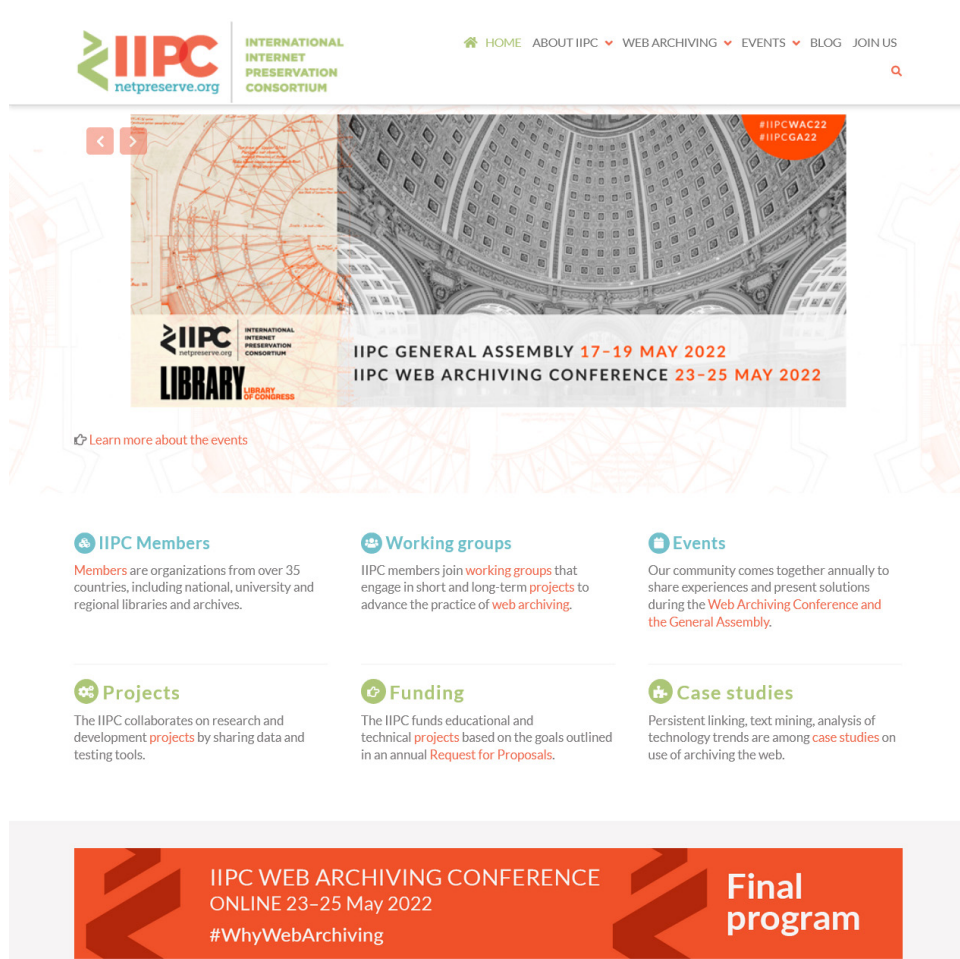 IIPC
netpreserve.org
INTERNATIONAL
INTERNET
PRESERVATION
CONSORTIUM
HOME ABOUT IIPC WEB ARCHIVING EVENTS BLOG JOIN US
#IIPCWAC22
#IIPCGA22
IIPC
netpreserve.org
INTERNATIONAL
INTERNET
PRESERVATION
CONSORTIUM
LIBRARY
LIBRARY
OF CONGRESS
IIPC GENERAL ASSEMBLY 17–19 MAY 2022
IIPC WEB ARCHIVING CONFERENCE 23–25 MAY 2022
Learn more about the events
IIPC Members
Members are organizations from over 35
countries, including national, university and
regional libraries and archives.
Working groups
IIPC members join working groups that
engage in short and long-term projects to
advance the practice of web archiving.
Events
Our community comes together annually to
share experiences and present solutions
during the Web Archiving Conference and
the General Assembly.
Projects
The IIPC collaborates on research and
development projects by sharing data and
testing tools.
Funding
The IIPC funds educational and
technical projects based on the goals outlined
in an annual Request for Proposals.
Case studies
Persistent linking, text mining, analysis of
technology trends are among case studies on
use of archiving the web.
IIPC WEB ARCHIVING CONFERENCE
ONLINE 23–25 May 2022
#WhyWebArchiving
Final
program